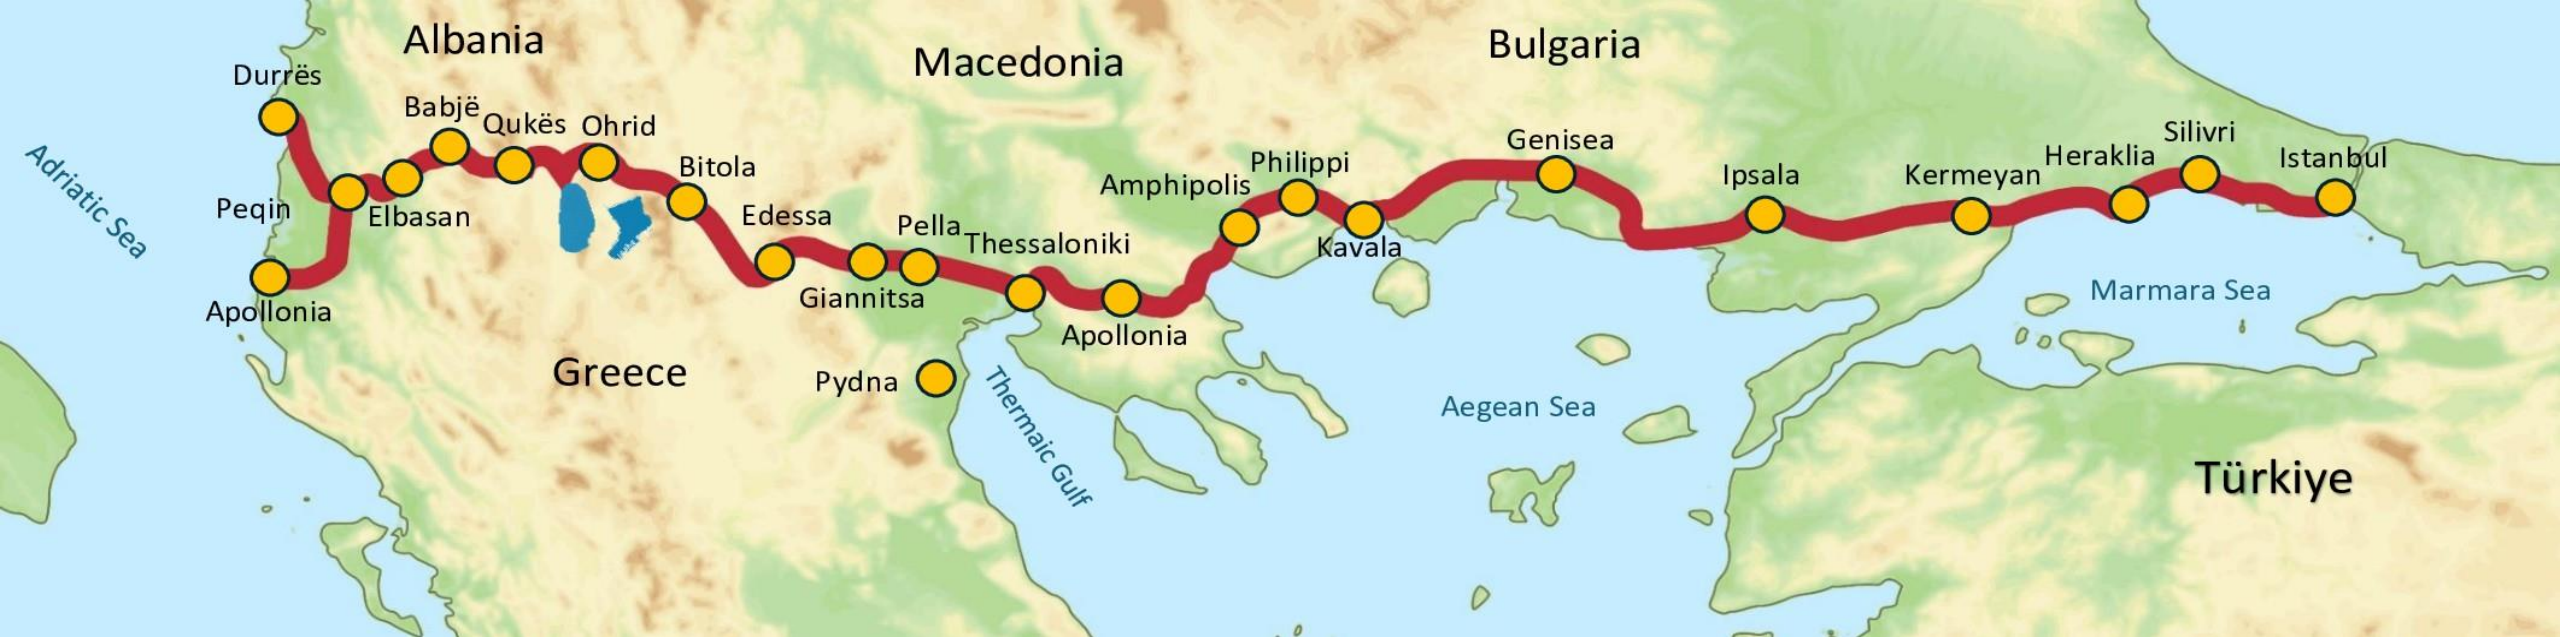 Albania
Macedonia
Bulgaria
Durrës
Babjë
Qukës
Ohrid
Bitola
Peqin
Elbasan
Apollonia
Adriatic Sea
Edessa
Pella
Giannitsa
Thessaloniki
Apollonia
Amphipolis
Philippi
Kavala
Genisea
Ipsala
Kermeyan
Heraklia
Silivri
Istanbul
Marmara Sea
Greece
Pydna
Thermaic Gulf
Aegean Sea
Türkiye